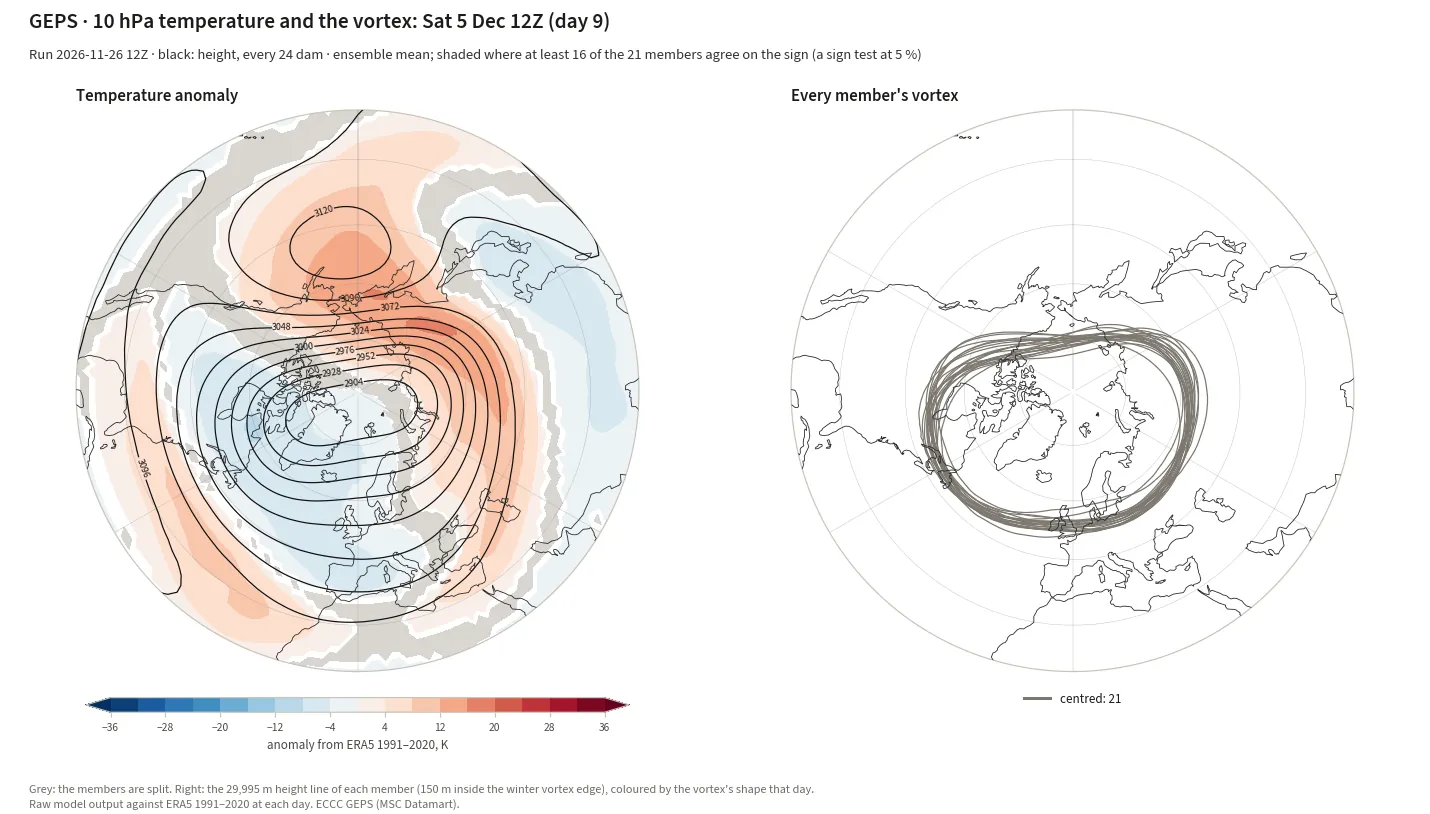 GEPS · 10 hPa temperature and the vortex: Sat 5 Dec 12Z (day 9)
Run 2026-11-26 12Z · black: height, every 24 dam · ensemble mean; shaded where at least 16 of the 21 members agree on the sign (a sign test at 5 %)
Temperature anomaly
Every member's vortex
3120
3096
3072
3048
3024
3000
2976
2952
2928
2904
3096
−36
−28
−20
−12
−4
4
12
20
28
36
anomaly from ERA5 1991–2020, K
centred: 21
Grey: the members are split. Right: the 29,995 m height line of each member (150 m inside the winter vortex edge), coloured by the vortex's shape that day.
Raw model output against ERA5 1991–2020 at each day. ECCC GEPS (MSC Datamart).